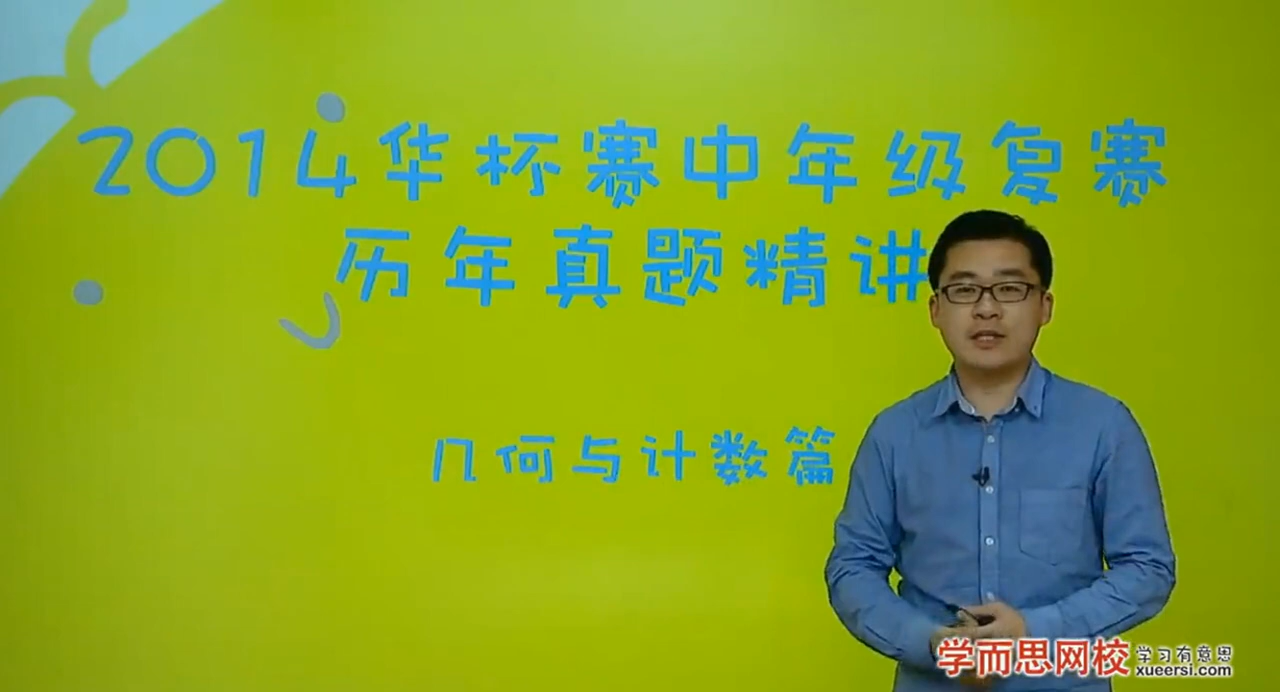 2014华杯赛中年级复赛
历年真题精讲
几何与计数篇
学而思网校
学习有意思
xueersi.com